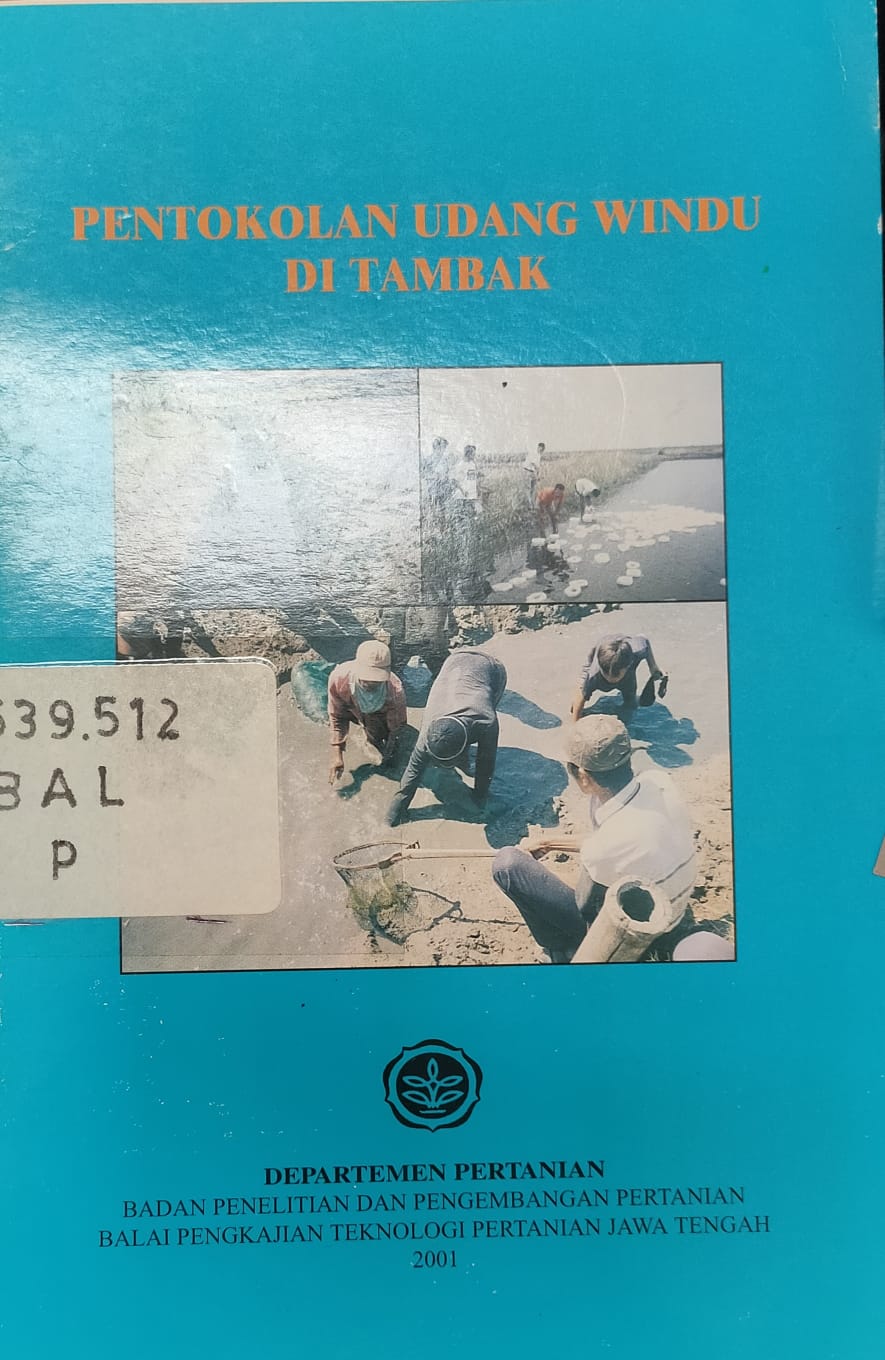 PENTOKOLAN UDANG WINDU
DI TAMBAK
639.512
BAL
p
DEPARTEMEN PERTANIAN
BADAN PENELITIAN DAN PENGEMBANGAN PERTANIAN
BALAI PENGKAJIAN TEKNOLOGI PERTANIAN JAWA TENGAH
2001